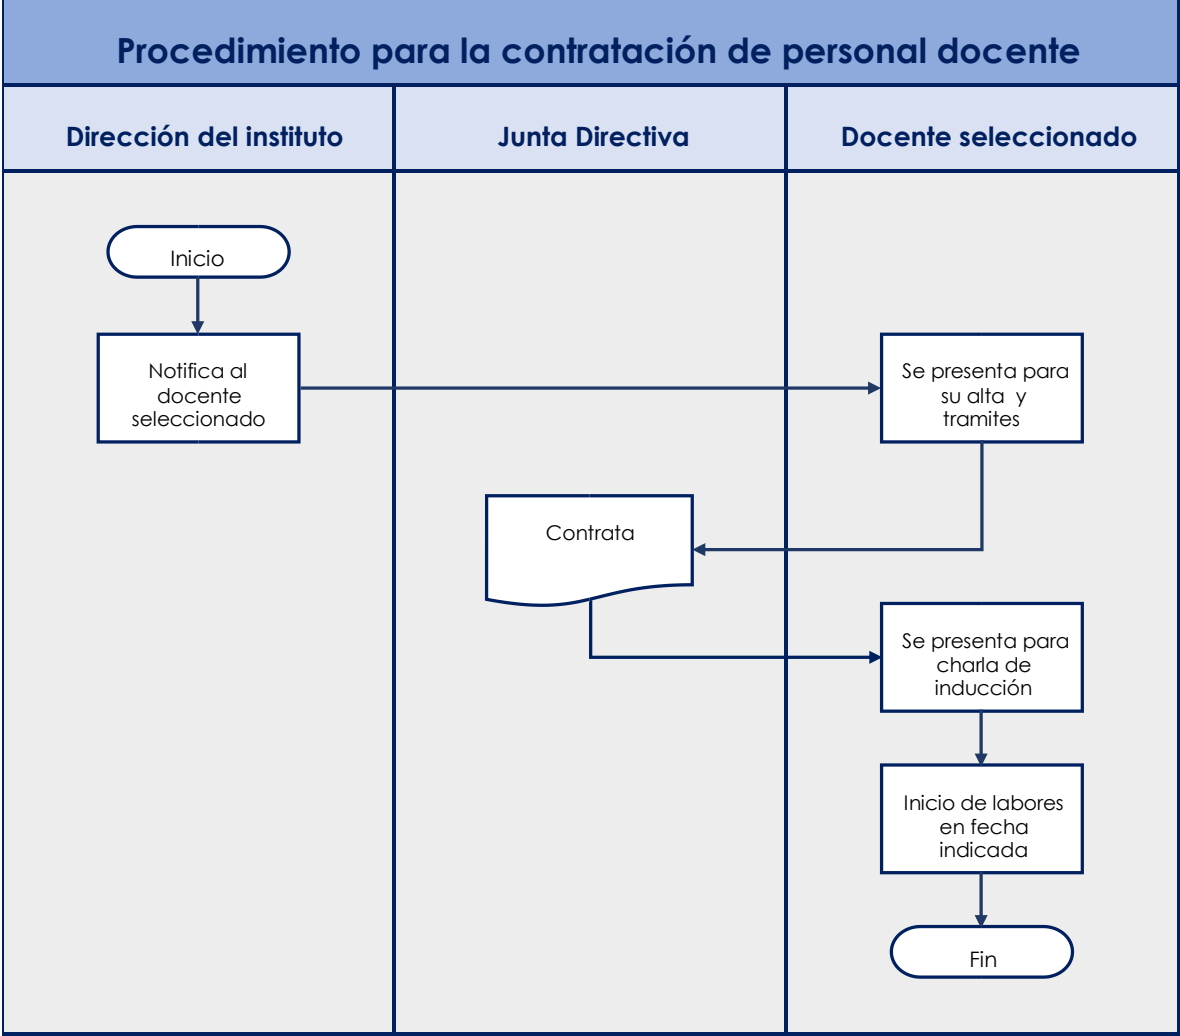 Procedimiento para la contratación de personal docente
Dirección del instituto
Junta Directiva
Docente seleccionado
Inicio
Notifica al
docente
seleccionado
Se presenta para
su alta y
tramites
Contrata
Se presenta para
charla de
inducción
Inicio de labores
en fecha
indicada
Fin